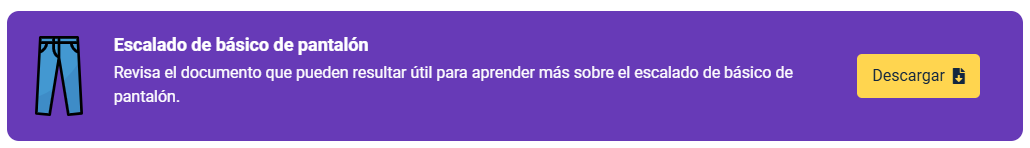 Escalado de básico de pantalón
Revisa el documento que pueden resultar útil para aprender más sobre el escalado de básico de
pantalón.
Descargar